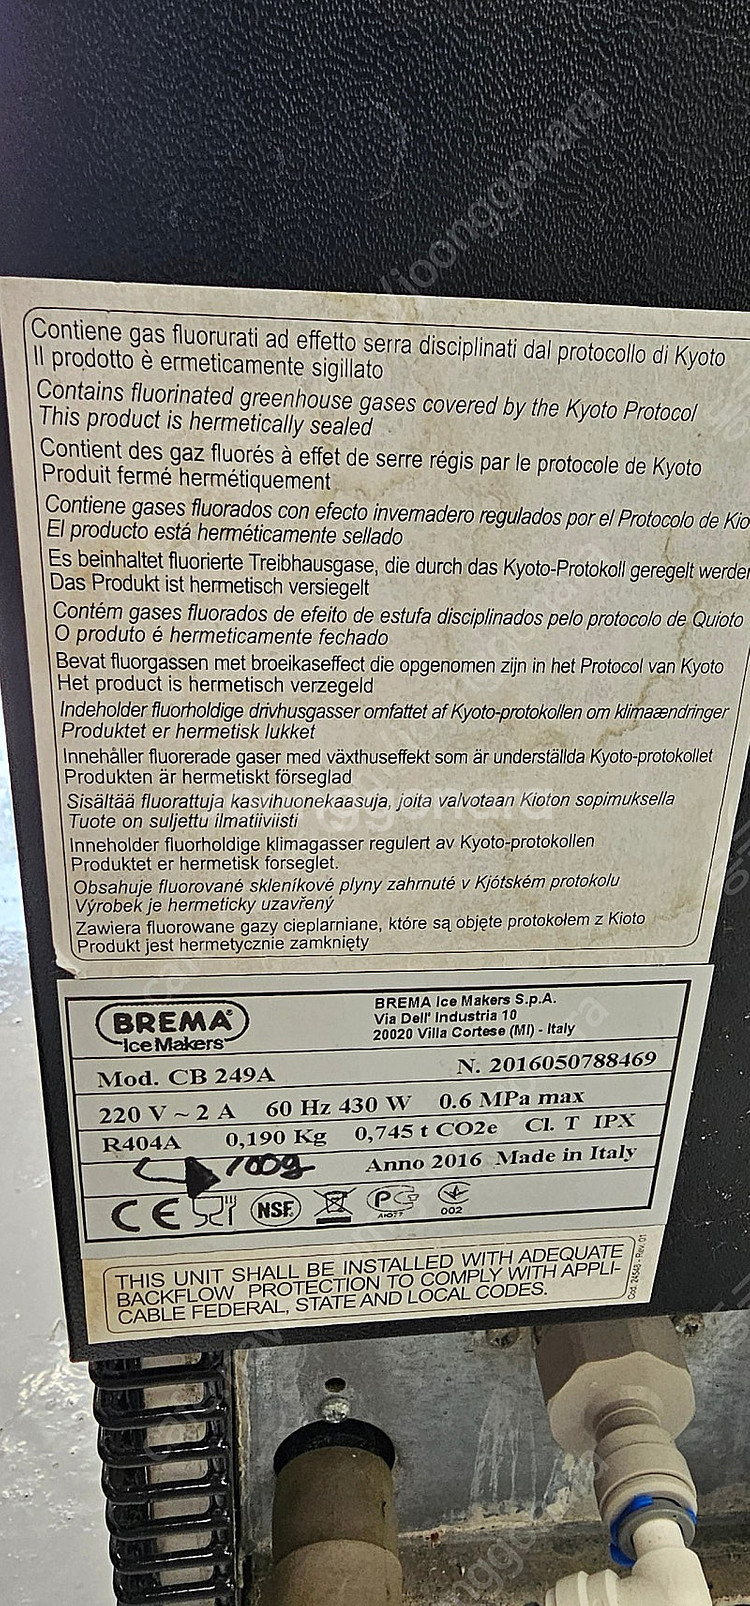 Contiene gas fluorurati ad effetto serra disciplinati dal protocollo di Kyoto
Il prodotto è ermeticamente sigillato
Contains fluorinated greenhouse gases covered by the Kyoto Protocol
This product is hermetically sealed
Contient des gaz fluorés à effet de serre régis par le protocole de Kyoto
Produit fermé hermétiquement
Contiene gases fluorados con efecto invernadero regulados por el Protocolo de Kio
El producto está herméticamente sellado
Es beinhaltet fluorierte Treibhausgase, die durch das Kyoto-Protokoll geregelt werden
Das Produkt ist hermetisch versiegelt
Contém gases fluorados de efeito de estufa disciplinados pelo protocolo de Quioto
O produto é hermeticamente fechado
Bevat fluorgassen met broeikaseffect die opgenomen zijn in het Protocol van Kyoto
Het product is hermetisch verzegeld
Indeholder fluorholdige drivhusgasser omfattet af Kyoto-protokollen om klimaændringer
Produktet er hermetisk lukket
Innehåller fluorerade gaser med växthuseffekt som är underställda Kyoto-protokollet
Produkten är hermetiskt förseglad
Sisältää fluorattuja kasvihuonekaasuja, joita valvotaan Kioton sopimuksella
Tuote on suljettu ilmatiiviisti
Inneholder fluorholdige klimagasser regulert av Kyoto-protokollen
Produktet er hermetisk forseglet.
Obsahuje fluorované skleníkové plyny zahrnuté v Kjótském protokolu
Výrobek je hermeticky uzavřený
Zawiera fluorowane gazy cieplarniane, które są objęte protokołem z Kioto
Produkt jest hermetycznie zamknięty
BREMA®
Ice Makers
BREMA Ice Makers S.p.A.
Via Dell' Industria 10
20020 Villa Cortese (MI) - Italy
Mod. CB 249A N. 2016050788469
220 V ~ 2 A 60 Hz 430 W 0.6 MPa max
R404A 0,190 Kg 0,745 t CO2e Cl. T IPX
100g Anno 2016 Made in Italy
CE NSF PG 002
THIS UNIT SHALL BE INSTALLED WITH ADEQUATE
BACKFLOW PROTECTION TO COMPLY WITH APPLI-
CABLE FEDERAL, STATE AND LOCAL CODES.
Cod. 24548 - Rev. 01
joonggonara